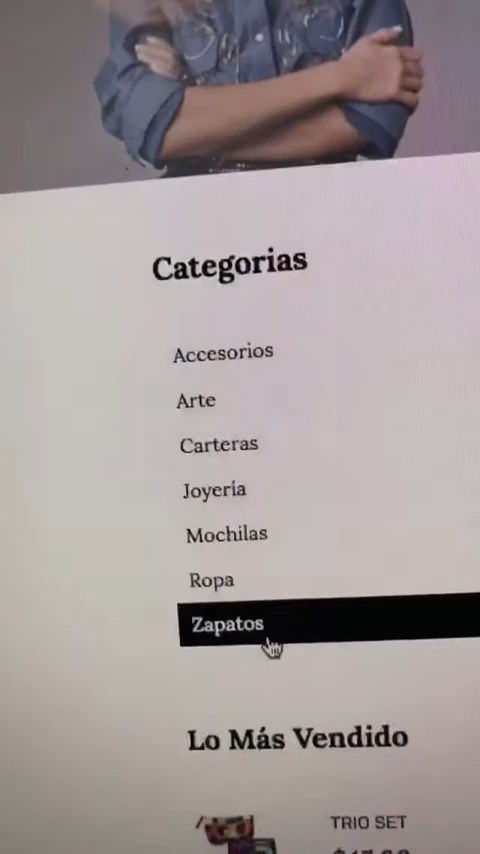 Categorias
Accesorios
Arte
Carteras
Joyería
Mochilas
Ropa
Zapatos
Lo Más Vendido
TRIO SET